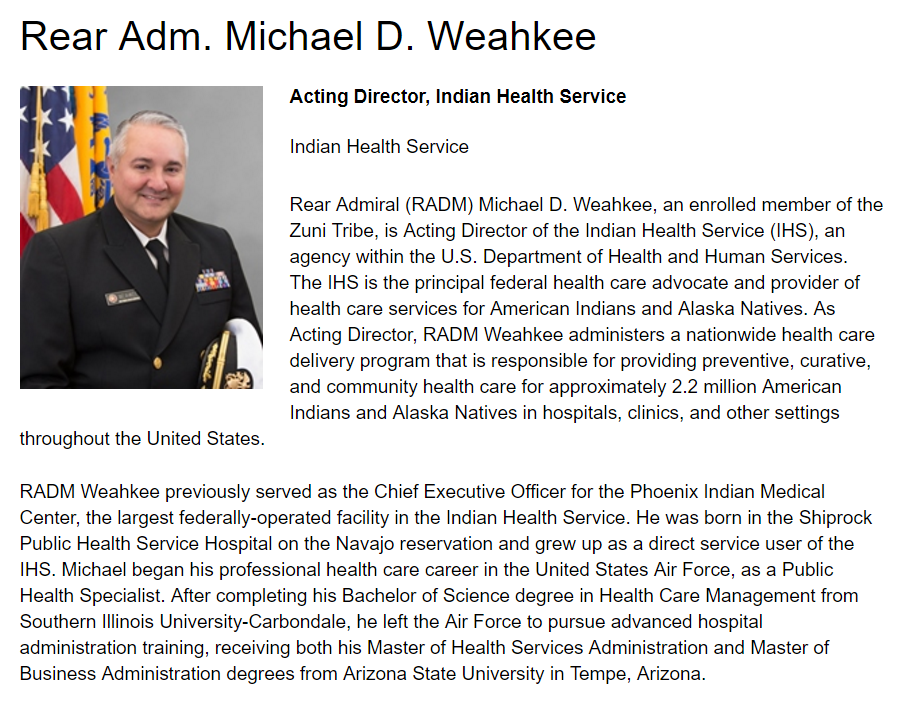 Rear Adm. Michael D. Weahkee
Acting Director, Indian Health Service
Indian Health Service
Rear Admiral (RADM) Michael D. Weahkee, an enrolled member of the
Zuni Tribe, is Acting Director of the Indian Health Service (IHS), an
agency within the U.S. Department of Health and Human Services.
The IHS is the principal federal health care advocate and provider of
health care services for American Indians and Alaska Natives. As
Acting Director, RADM Weahkee administers a nationwide health care
delivery program that is responsible for providing preventive, curative,
and community health care for approximately 2.2 million American
Indians and Alaska Natives in hospitals, clinics, and other settings
throughout the United States.
RADM Weahkee previously served as the Chief Executive Officer for the Phoenix Indian Medical
Center, the largest federally-operated facility in the Indian Health Service. He was born in the Shiprock
Public Health Service Hospital on the Navajo reservation and grew up as a direct service user of the
IHS. Michael began his professional health care career in the United States Air Force, as a Public
Health Specialist. After completing his Bachelor of Science degree in Health Care Management from
Southern Illinois University-Carbondale, he left the Air Force to pursue advanced hospital
administration training, receiving both his Master of Health Services Administration and Master of
Business Administration degrees from Arizona State University in Tempe, Arizona.